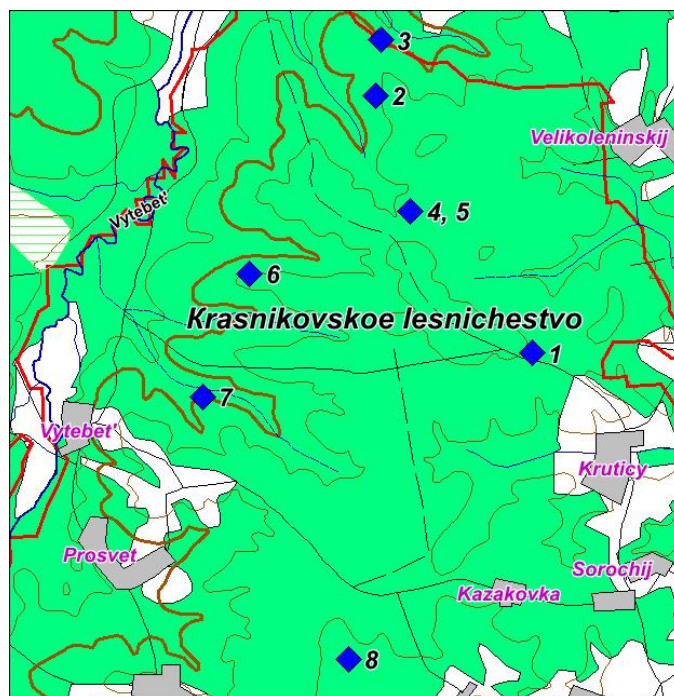 3
2
Velikoleninskij
Vytebet'
4, 5
6
Krasnikovskoe lesnichestvo
1
7
Vytebet'
Kruticy
Prosvet
Sorochij
Kazakovka
8